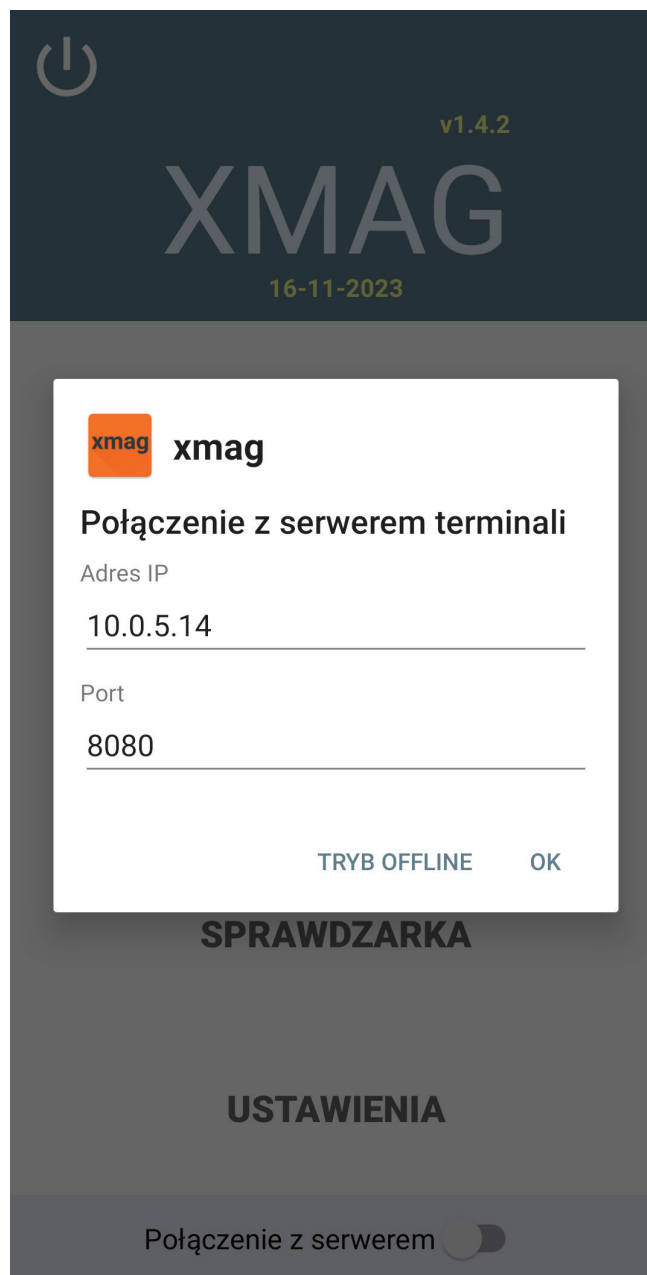 v1.4.2
XMAG
16-11-2023
xmag
xmag
Połączenie z serwerem terminali
Adres IP
10.0.5.14
Port
8080
TRYB OFFLINE OK
SPRAWDZARKA
USTAWIENIA
Połączenie z serwerem